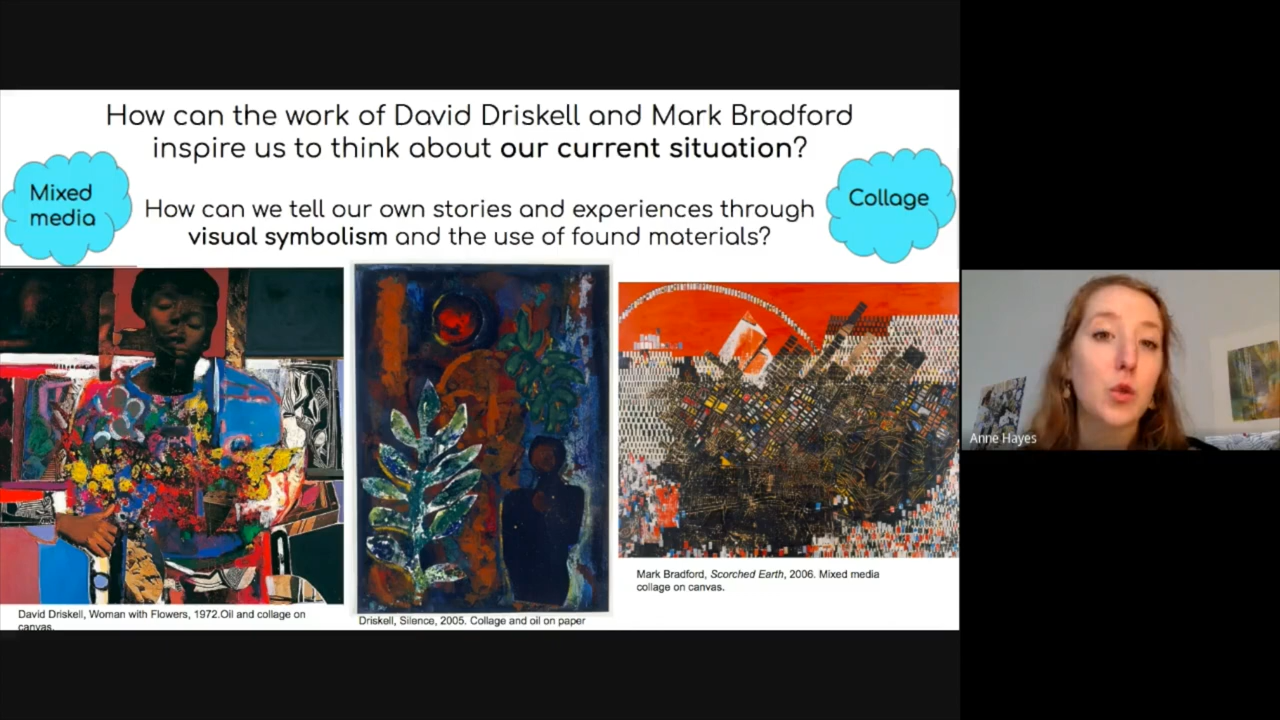 How can the work of David Driskell and Mark Bradford
inspire us to think about our current situation?
Mixed
media
Collage
How can we tell our own stories and experiences through
visual symbolism and the use of found materials?
David Driskell, Woman with Flowers, 1972.Oil and collage on
canvas.
Driskell, Silence, 2005. Collage and oil on paper
Mark Bradford, Scorched Earth, 2006. Mixed media
collage on canvas.
Anne Hayes